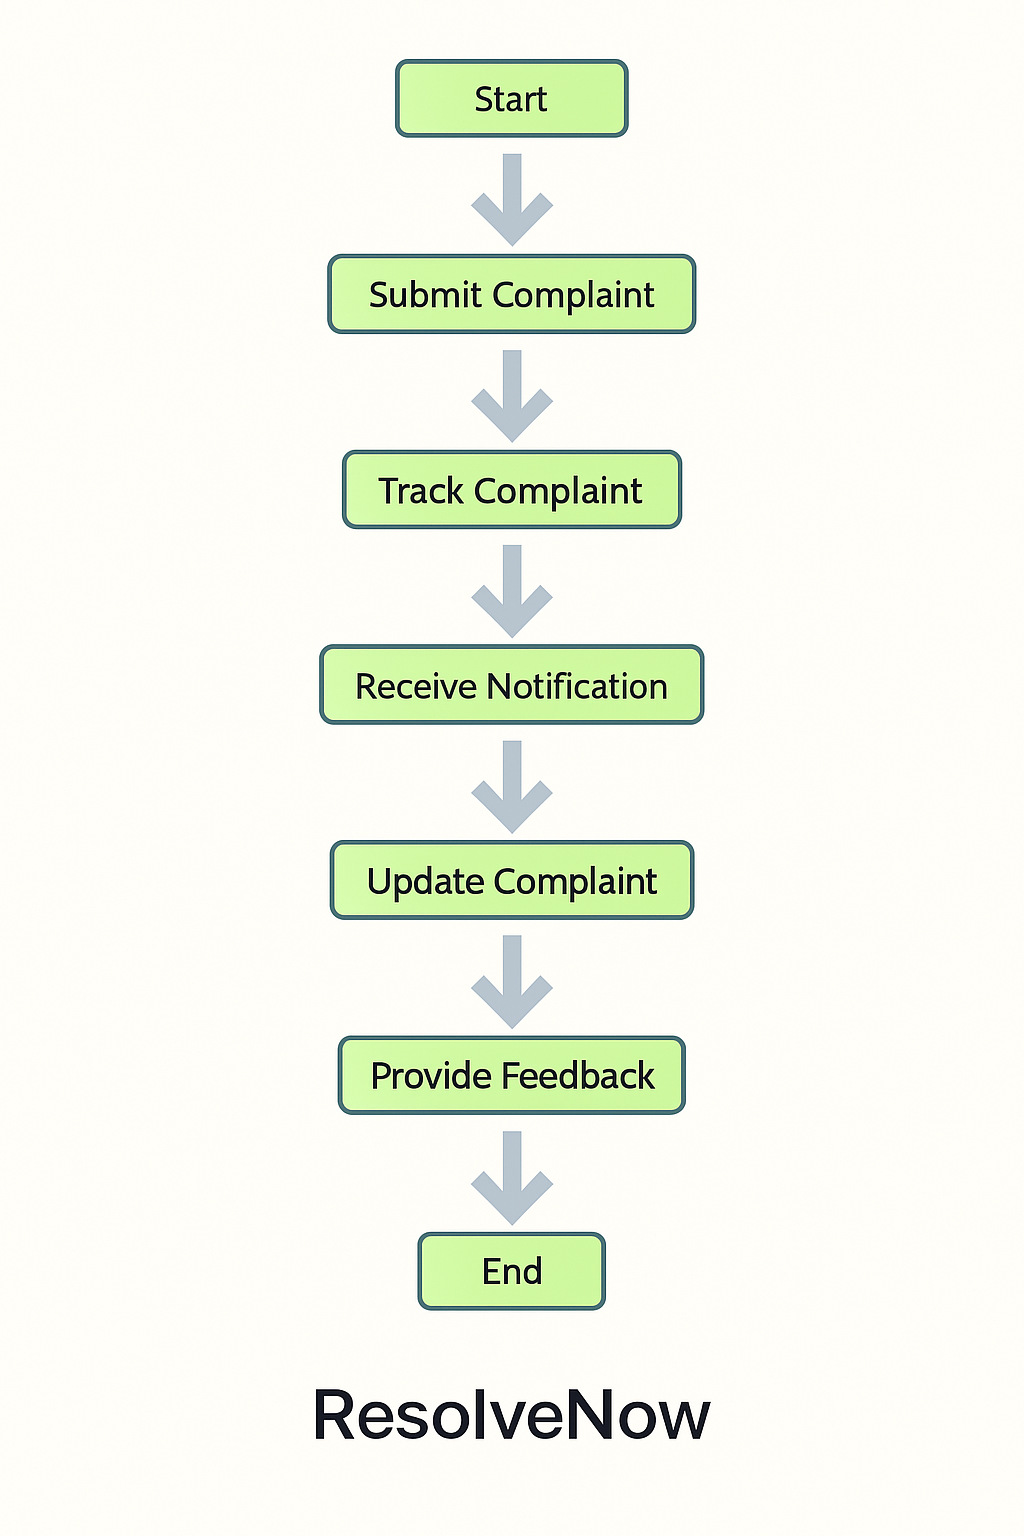 Start
Submit Complaint
Track Complaint
Receive Notification
Update Complaint
Provide Feedback
End
ResolveNow